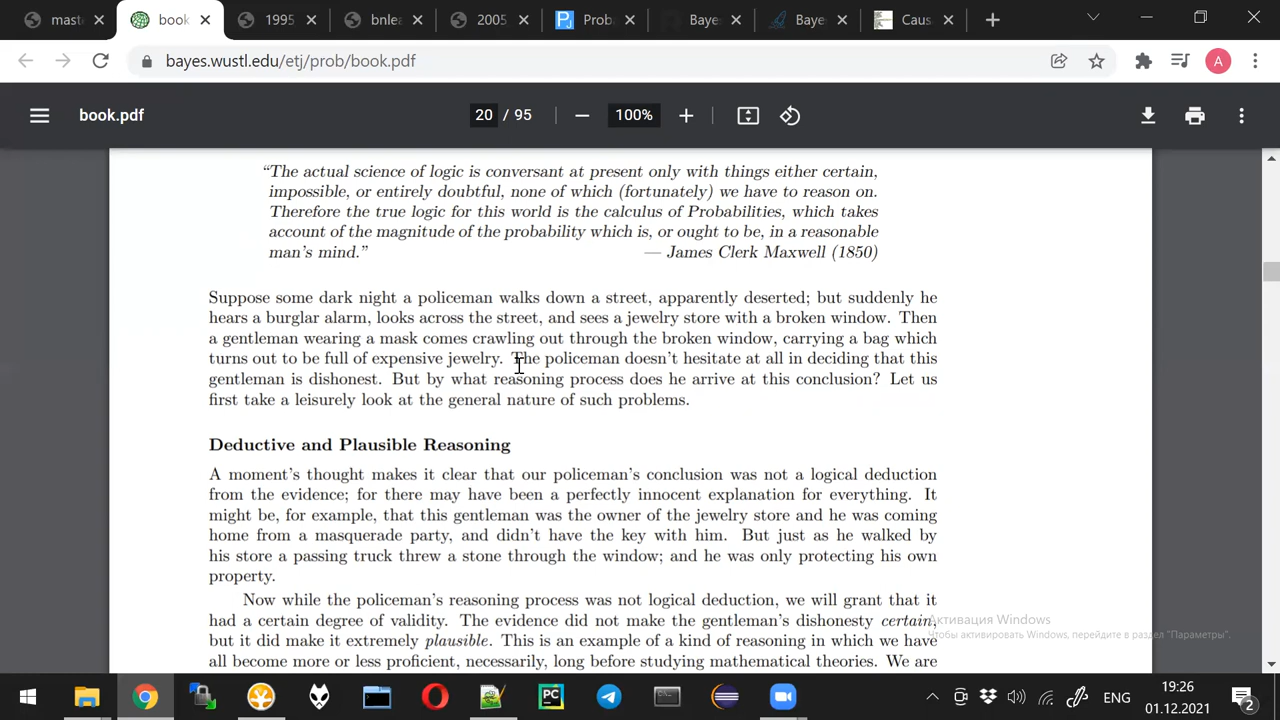 mast
book
1995
bnlea
2005
Prob
Baye
Baye
Caus
bayes.wustl.edu/etj/prob/book.pdf
A
book.pdf
20 / 95
100%
“The actual science of logic is conversant at present only with things either certain,
impossible, or entirely doubtful, none of which (fortunately) we have to reason on.
Therefore the true logic for this world is the calculus of Probabilities, which takes
account of the magnitude of the probability which is, or ought to be, in a reasonable
man’s mind.” — James Clerk Maxwell (1850)
Suppose some dark night a policeman walks down a street, apparently deserted; but suddenly he
hears a burglar alarm, looks across the street, and sees a jewelry store with a broken window. Then
a gentleman wearing a mask comes crawling out through the broken window, carrying a bag which
turns out to be full of expensive jewelry. The policeman doesn’t hesitate at all in deciding that this
gentleman is dishonest. But by what reasoning process does he arrive at this conclusion? Let us
first take a leisurely look at the general nature of such problems.
Deductive and Plausible Reasoning
A moment’s thought makes it clear that our policeman’s conclusion was not a logical deduction
from the evidence; for there may have been a perfectly innocent explanation for everything. It
might be, for example, that this gentleman was the owner of the jewelry store and he was coming
home from a masquerade party, and didn’t have the key with him. But just as he walked by
his store a passing truck threw a stone through the window; and he was only protecting his own
property.
Now while the policeman’s reasoning process was not logical deduction, we will grant that it
had a certain degree of validity. The evidence did not make the gentleman’s dishonesty certain,
but it did make it extremely plausible. This is an example of a kind of reasoning in which we have
all become more or less proficient, necessarily, long before studying mathematical theories. We are
Активация Windows
Чтобы активировать Windows, перейдите в раздел "Параметры".
PC
ENG
19:26
01.12.2021
2